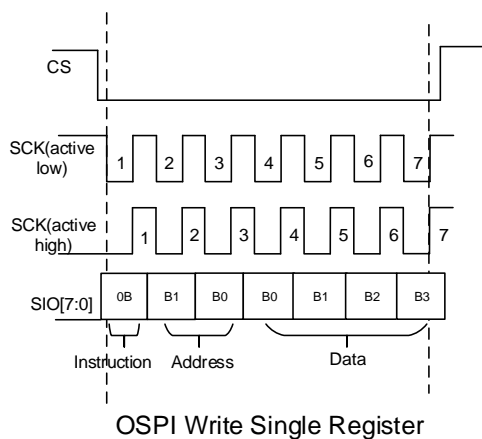 CS
SCK(active
low)
1 2 3 4 5 6 7
SCK(active
high)
1 2 3 4 5 6 7
SIO[7:0]
0B B1 B0 B0 B1 B2 B3
Instruction Address Data
OSPI Write Single Register